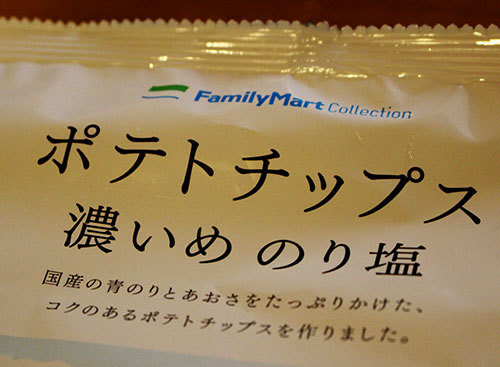 FamilyMart Collection
ポテトチップス
濃いめ のり塩
国産の青のりとあおさをたっぷりかけた、
コクのあるポテトチップスを作りました。